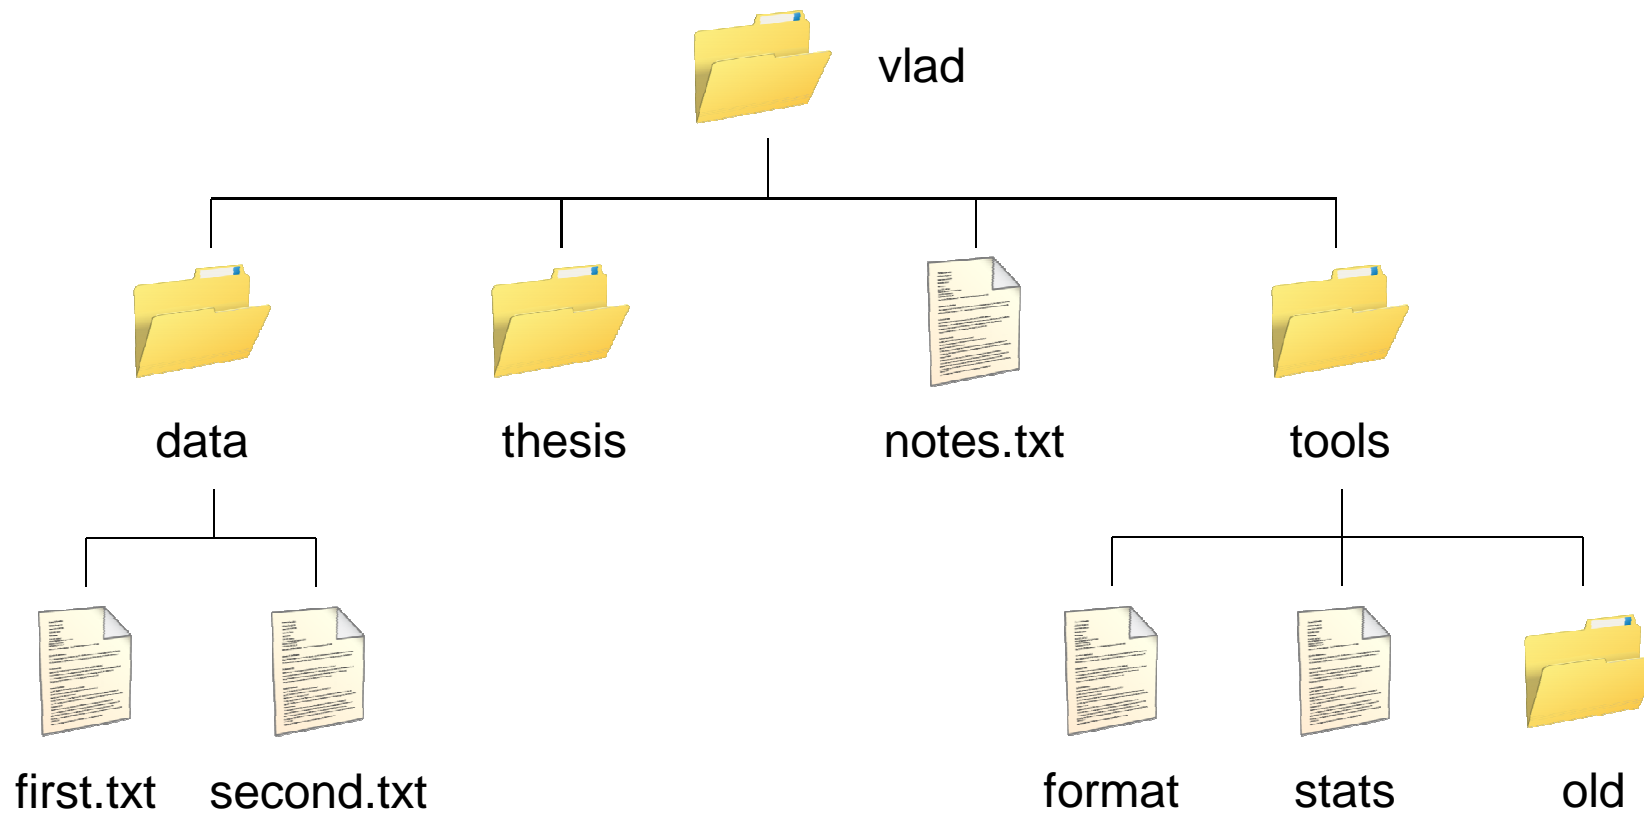 vlad
data
thesis
notes.txt
tools
first.txt
second.txt
format
stats
old